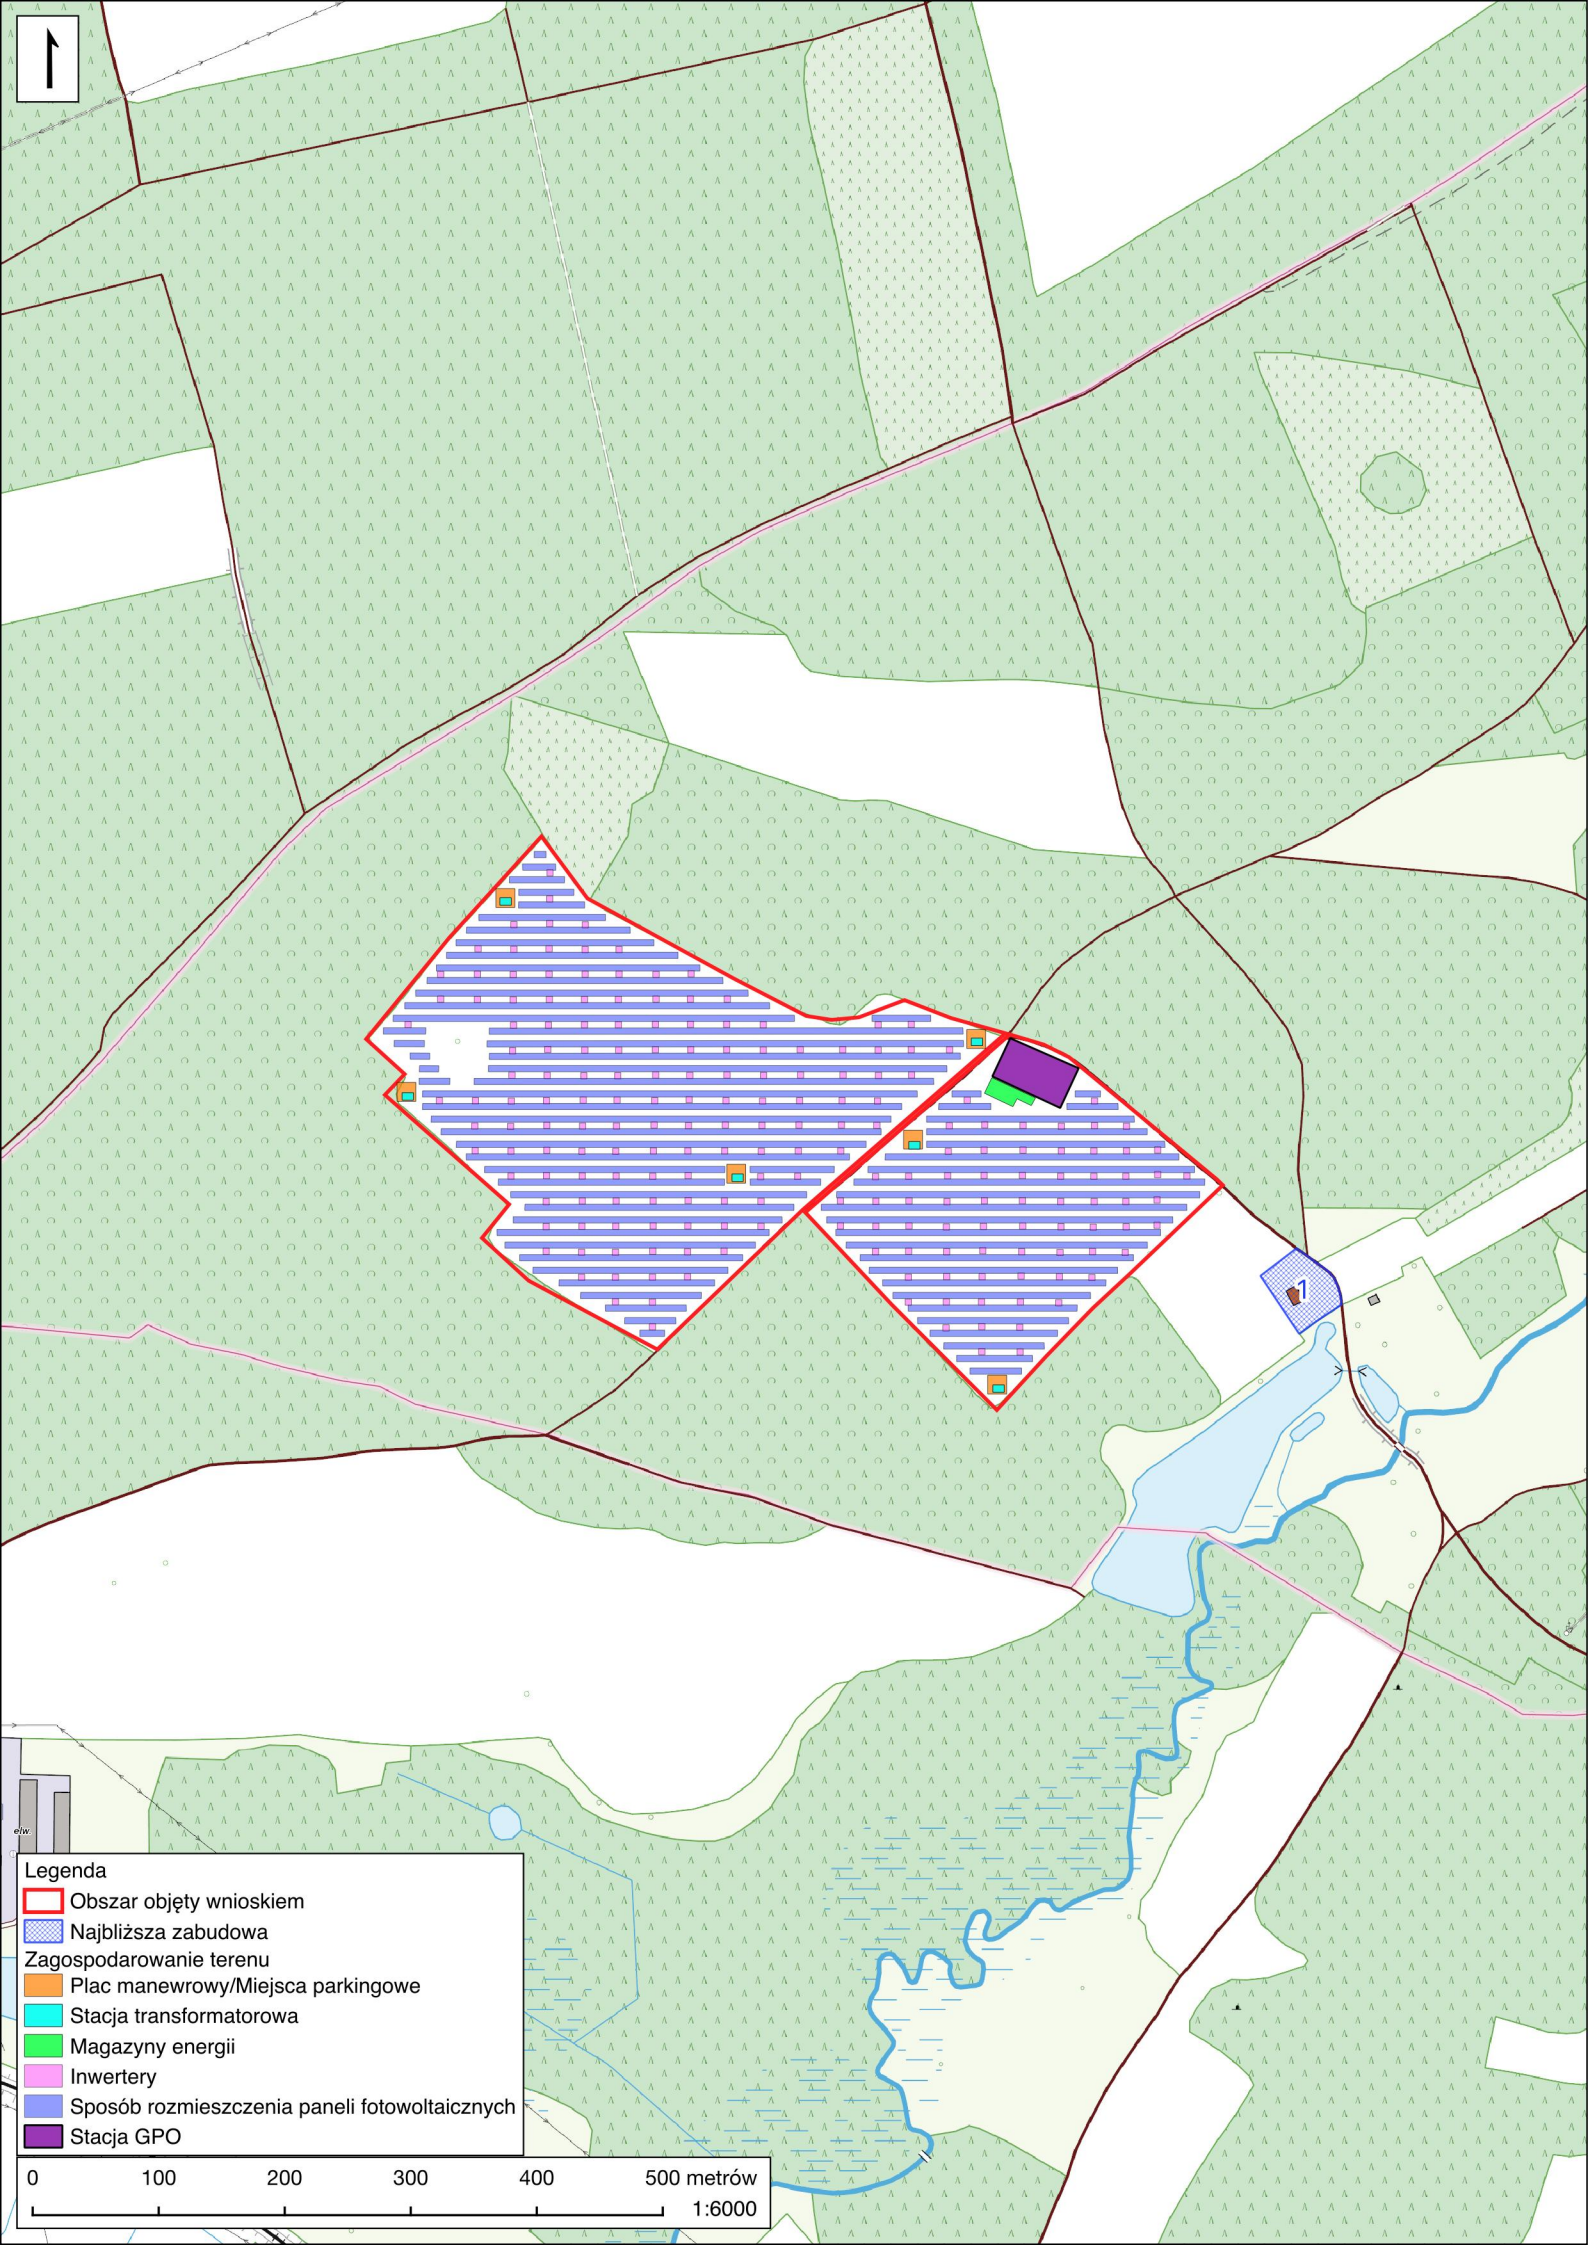 1
elw.
Legenda
Obszar objęty wnioskiem
Najbliższa zabudowa
Zagospodarowanie terenu
Plac manewrowy/Miejsca parkingowe
Stacja transformatorowa
Magazyny energii
Inwertery
Sposób rozmieszczenia paneli fotowoltaicznych
Stacja GPO
0 100 200 300 400 500 metrów
1:6000